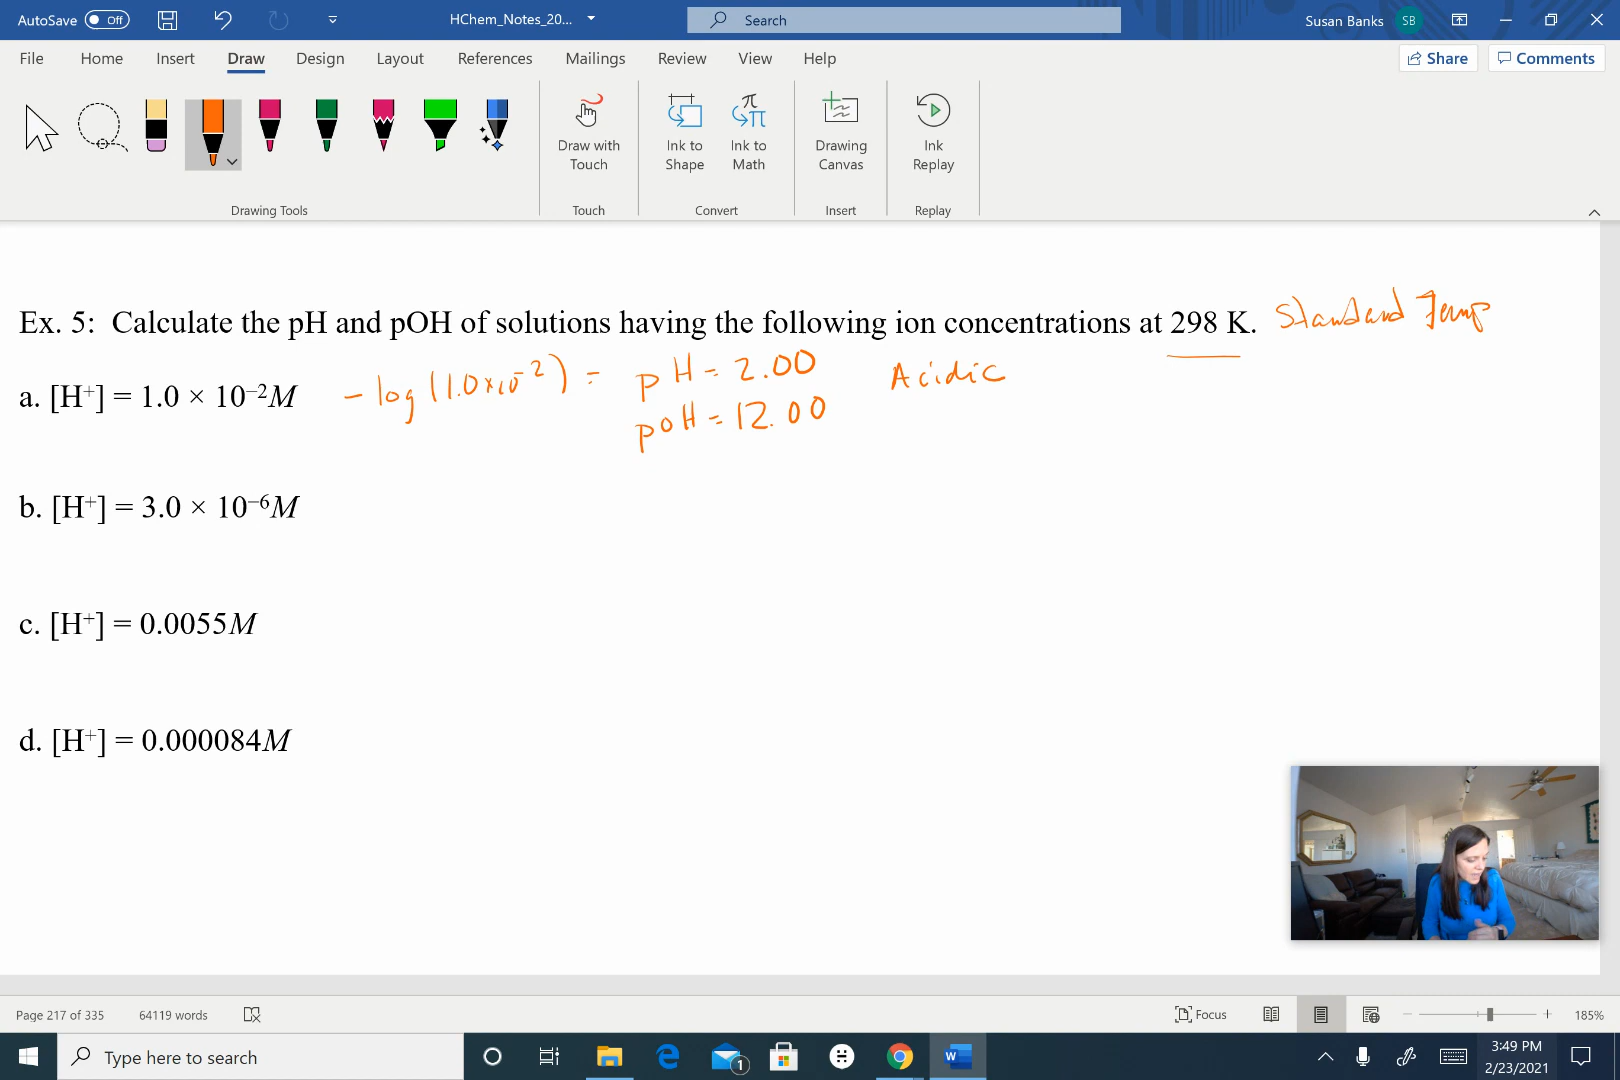 AutoSave Off HChem_Notes_20... Search Susan Banks SB
File Home Insert Draw Design Layout References Mailings Review View Help Share Comments
Draw with Touch
Ink to Shape
Ink to Math
Drawing Canvas
Ink Replay
Drawing Tools Touch Convert Insert Replay
Ex. 5: Calculate the pH and pOH of solutions having the following ion concentrations at 298 K. Standard Temp
a. [H⁺] = 1.0 × 10⁻²M - log (1.0x10⁻²) = pH = 2.00 Acidic
pOH = 12.00
b. [H⁺] = 3.0 × 10⁻⁶M
c. [H⁺] = 0.0055M
d. [H⁺] = 0.000084M
Page 217 of 335 64119 words Focus 185%
Type here to search 1 3:49 PM
2/23/2021